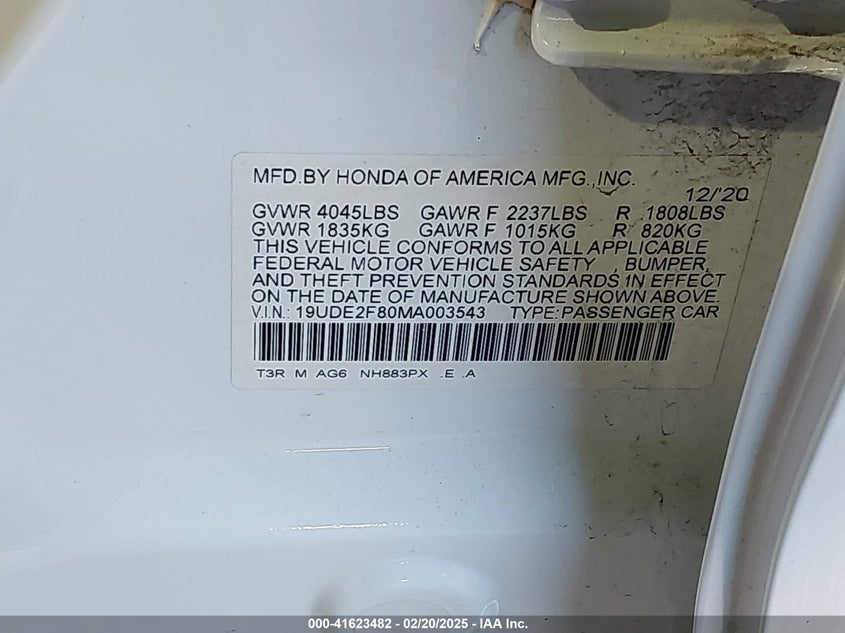 MFD.BY HONDA OF AMERICA MFG.,INC.
12/'20
GVWR 4045LBS GAWR F 2237LBS R 1808LBS
GVWR 1835KG GAWR F 1015KG R 820KG
THIS VEHICLE CONFORMS TO ALL APPLICABLE
FEDERAL MOTOR VEHICLE SAFETY , BUMPER,
AND THEFT PREVENTION STANDARDS IN EFFECT
ON THE DATE OF MANUFACTURE SHOWN ABOVE.
V.I.N.: 19UDE2F80MA003543 TYPE:PASSENGER CAR
T3R M AG6 NH883PX .E .A
000-41623482 - 02/20/2025 - IAA Inc.